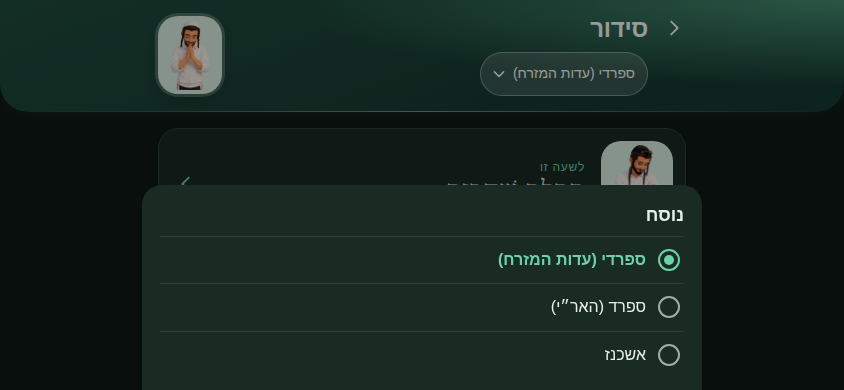 סידור
ספרדי (עדות המזרח)
לשעה זו
נוסח
ספרדי (עדות המזרח)
ספרד (האר״י)
אשכנז